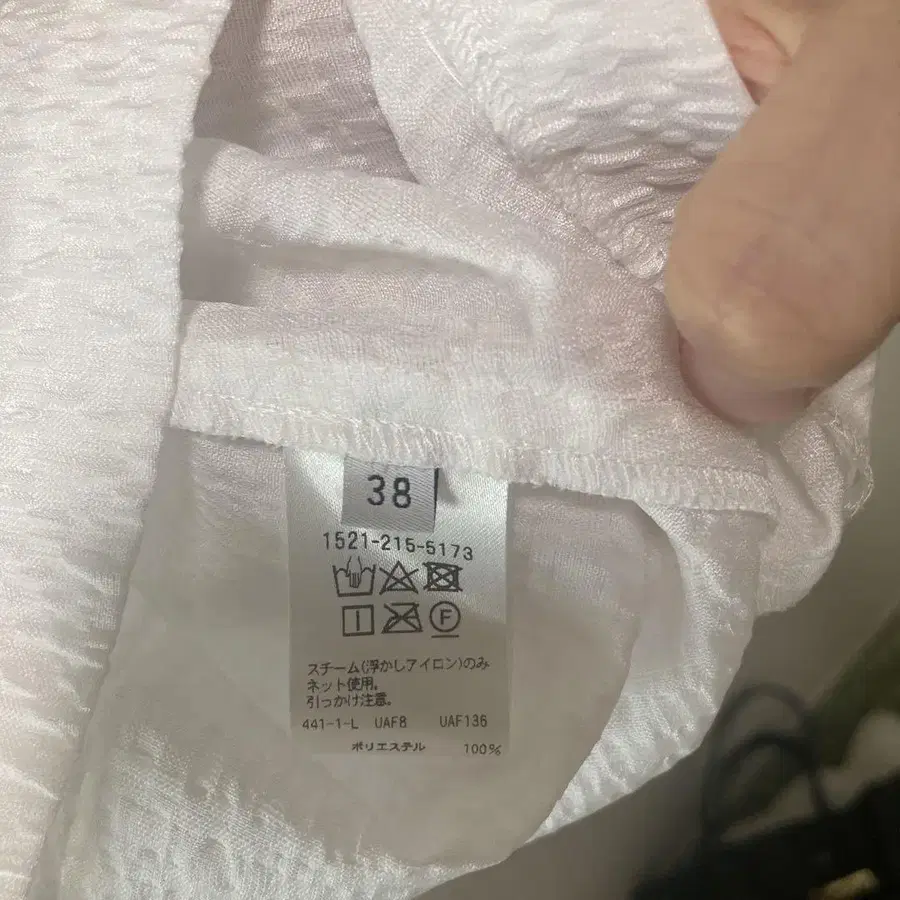 38
1521-215-5173
F
スチーム(浮かしアイロン)のみ
ネット使用。
引っかけ注意。
441-1-L UAF8 UAF136
ポリエステル 100%